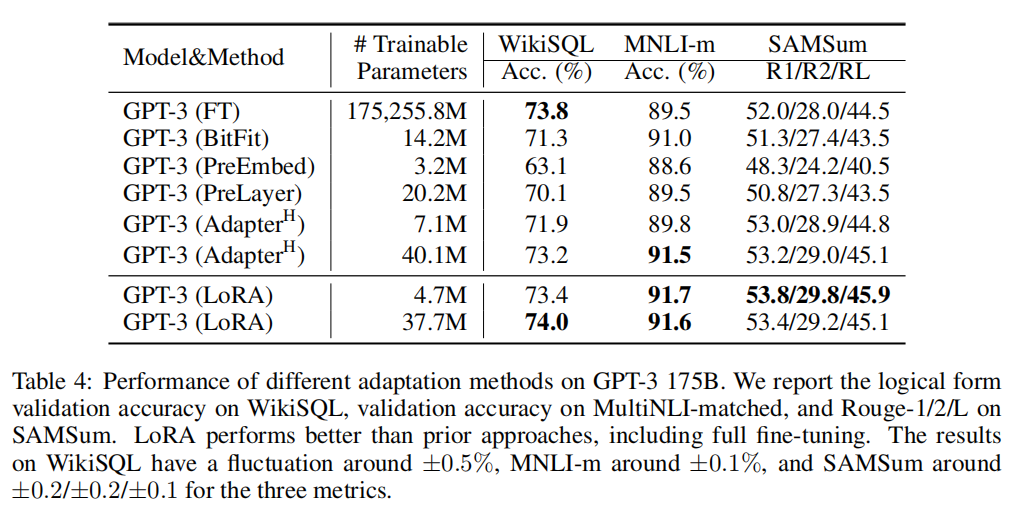 Model&Method # Trainable Parameters WikiSQL MNLI-m SAMSum
Acc. (%) Acc. (%) R1/R2/RL
GPT-3 (FT) 175,255.8M 73.8 89.5 52.0/28.0/44.5
GPT-3 (BitFit) 14.2M 71.3 91.0 51.3/27.4/43.5
GPT-3 (PreEmbed) 3.2M 63.1 88.6 48.3/24.2/40.5
GPT-3 (PreLayer) 20.2M 70.1 89.5 50.8/27.3/43.5
GPT-3 (Adapter^H) 7.1M 71.9 89.8 53.0/28.9/44.8
GPT-3 (Adapter^H) 40.1M 73.2 91.5 53.2/29.0/45.1
GPT-3 (LoRA) 4.7M 73.4 91.7 53.8/29.8/45.9
GPT-3 (LoRA) 37.7M 74.0 91.6 53.4/29.2/45.1
Table 4: Performance of different adaptation methods on GPT-3 175B. We report the logical form
validation accuracy on WikiSQL, validation accuracy on MultiNLI-matched, and Rouge-1/2/L on
SAMSum. LoRA performs better than prior approaches, including full fine-tuning. The results
on WikiSQL have a fluctuation around ±0.5%, MNLI-m around ±0.1%, and SAMSum around
±0.2/±0.2/±0.1 for the three metrics.